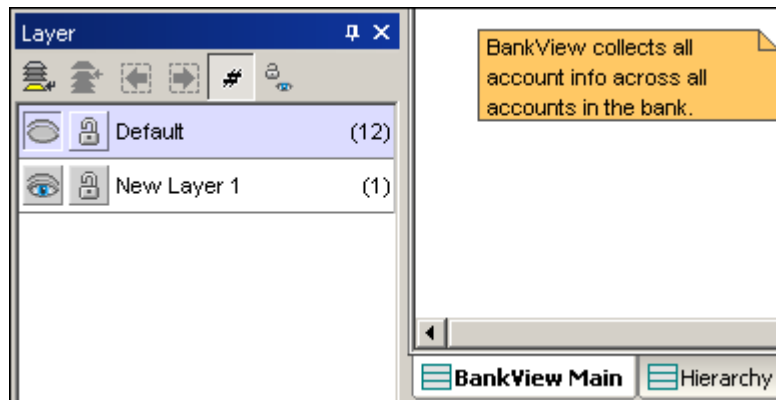 Layer
#
a
Default (12)
New Layer 1 (1)
BankView collects all
account info across all
accounts in the bank.
BankView Main
Hierarchy